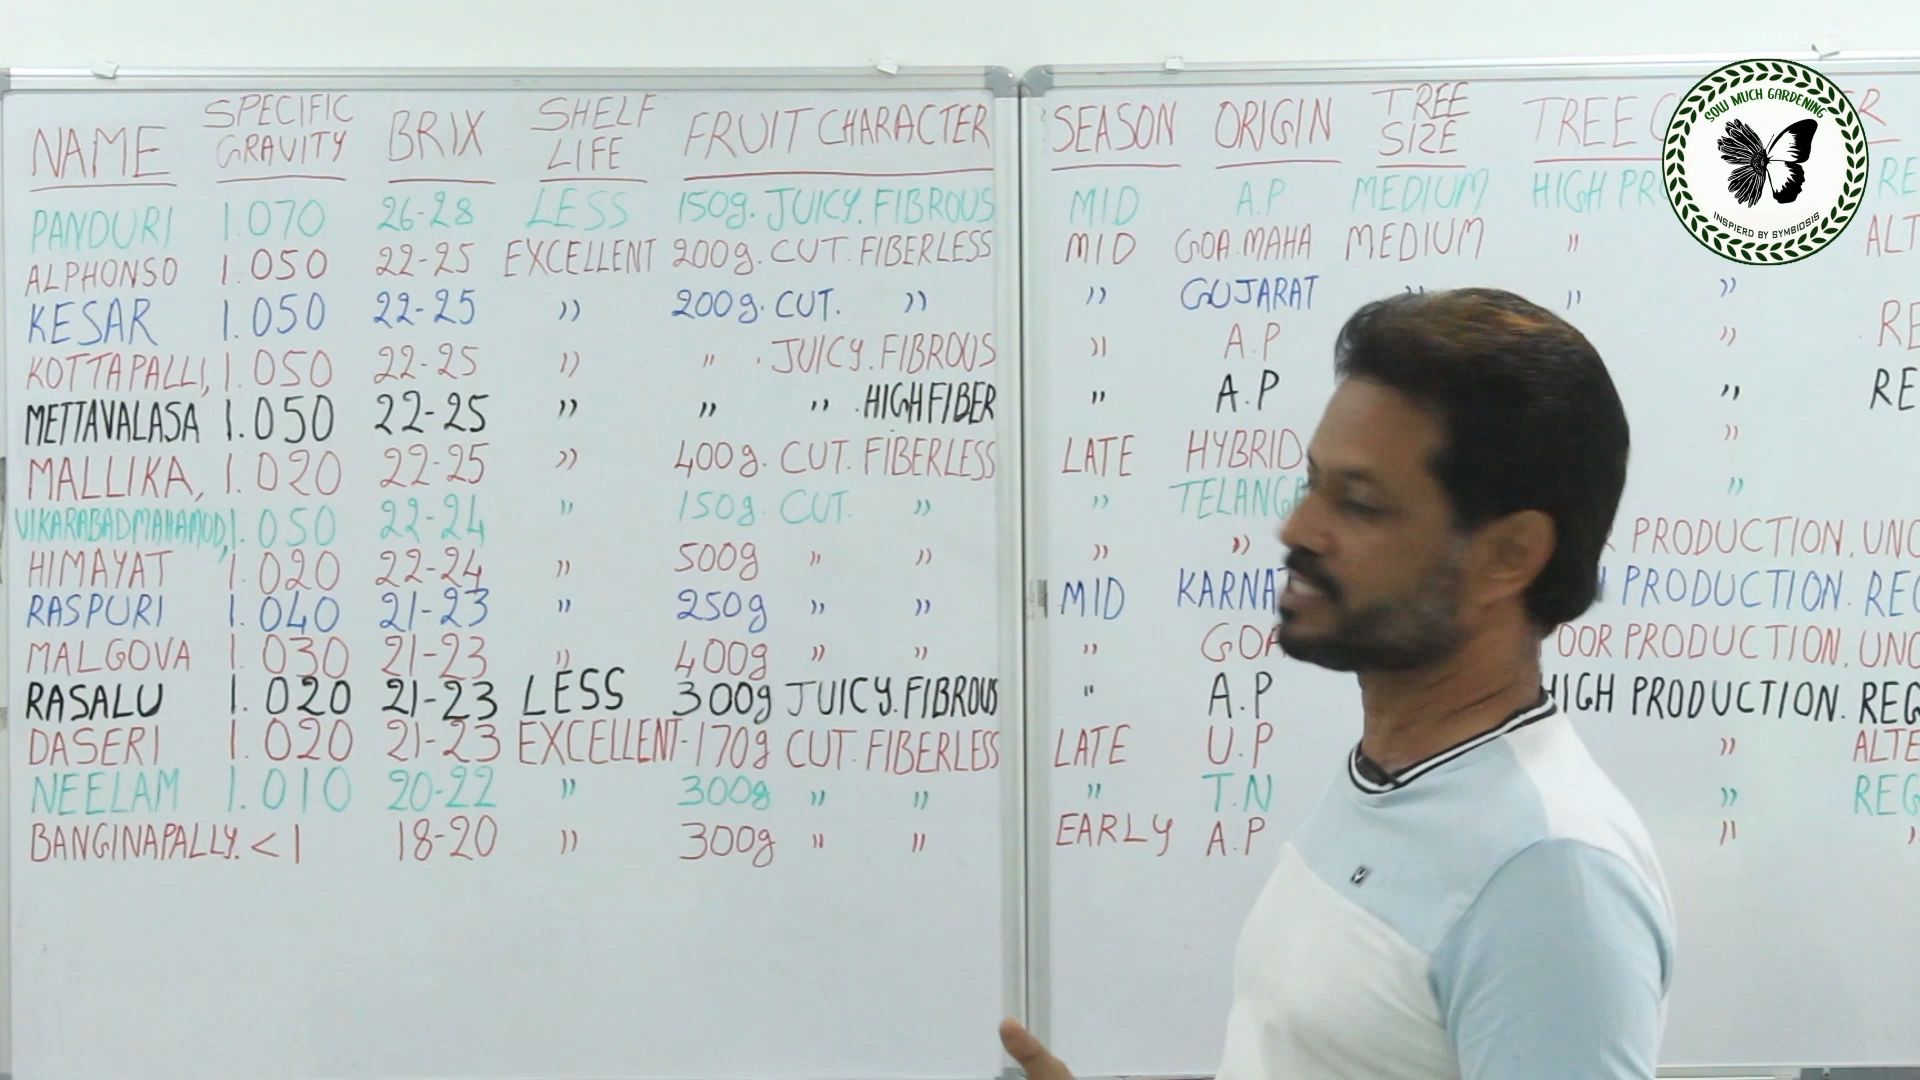 NAME SPECIFIC GRAVITY BRIX SHELF LIFE FRUIT CHARACTER SEASON ORIGIN TREE SIZE TREE
PANDURI 1.070 26-28 LESS 150g. JUICY. FIBROUS MID A.P MEDIUM HIGH
ALPHONSO 1.050 22-25 EXCELLENT 200g. CUT. FIBERLESS MID GOA.MAHA MEDIUM "
KESAR 1.050 22-25 " 200g. CUT. " " GUJARAT " " "
KOTTAPALLI, 1.050 22-25 " " . JUICY. FIBROUS " A.P "
METTAVALASA 1.050 22-25 " " " . HIGH FIBER " A.P "
MALLIKA, 1.020 22-25 " 400g. CUT. FIBERLESS LATE HYBRID "
VIKARABADMAHAMOD, 1.050 22-24 " 150g. CUT. " " "
HIMAYAT 1.020 22-24 " 500g " " " " PRODUCTION.
RASPURI 1.040 21-23 " 250g " " MID PRODUCTION.
MALGOVA 1.030 21-23 " 400g " " " GOA PRODUCTION.
RASALU 1.020 21-23 LESS 300g JUICY. FIBROUS " A.P HIGH PRODUCTION.
DASERI 1.020 21-23 EXCELLENT-170g CUT. FIBERLESS LATE U.P "
NEELAM 1.010 20-22 " 300g " " " T.N "
BANGINAPALLY. <1 18-20 " 300g " " EARLY A.P "
SOW MUCH GARDENING
INSPIERD BY SYMBIOSIS